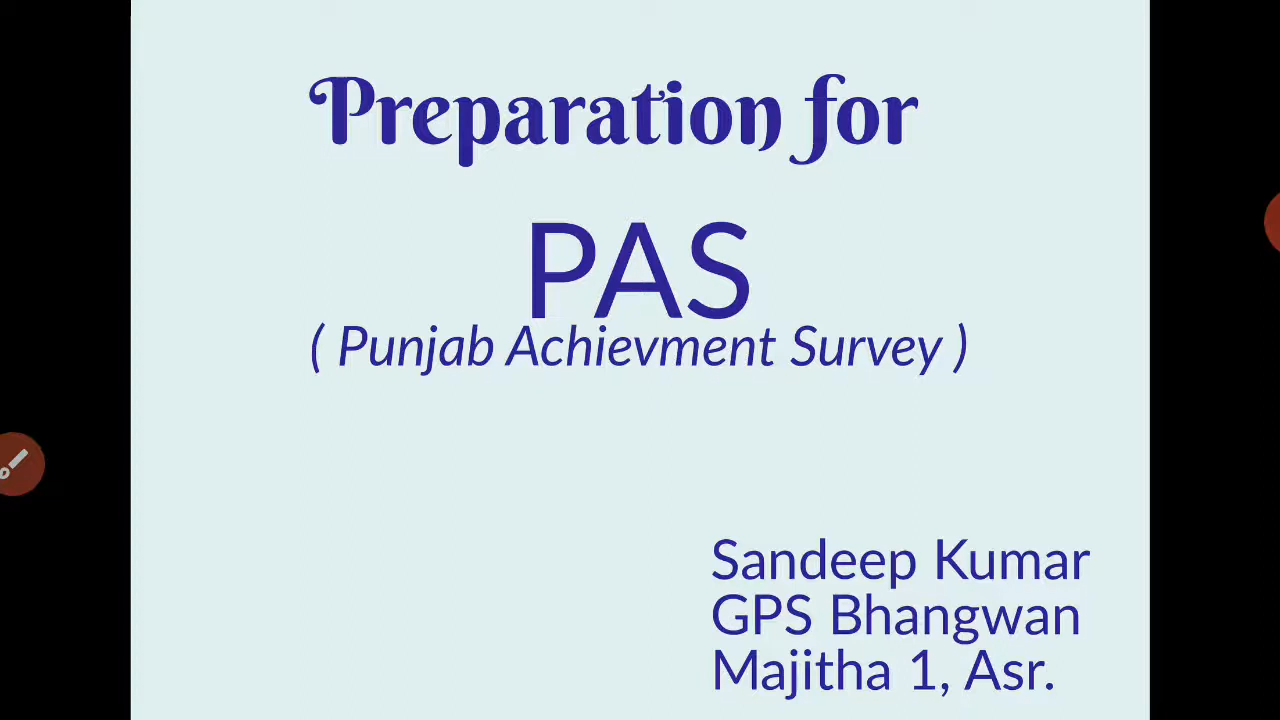 Preparation for
PAS
( Punjab Achievment Survey )
Sandeep Kumar
GPS Bhangwan
Majitha 1, Asr.